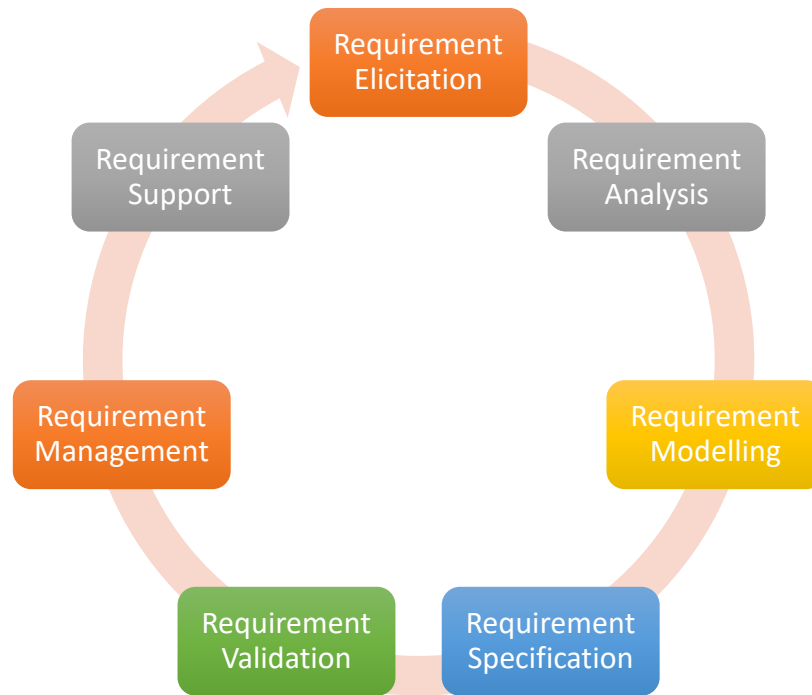 Requirement
Elicitation
Requirement
Analysis
Requirement
Modelling
Requirement
Specification
Requirement
Validation
Requirement
Management
Requirement
Support